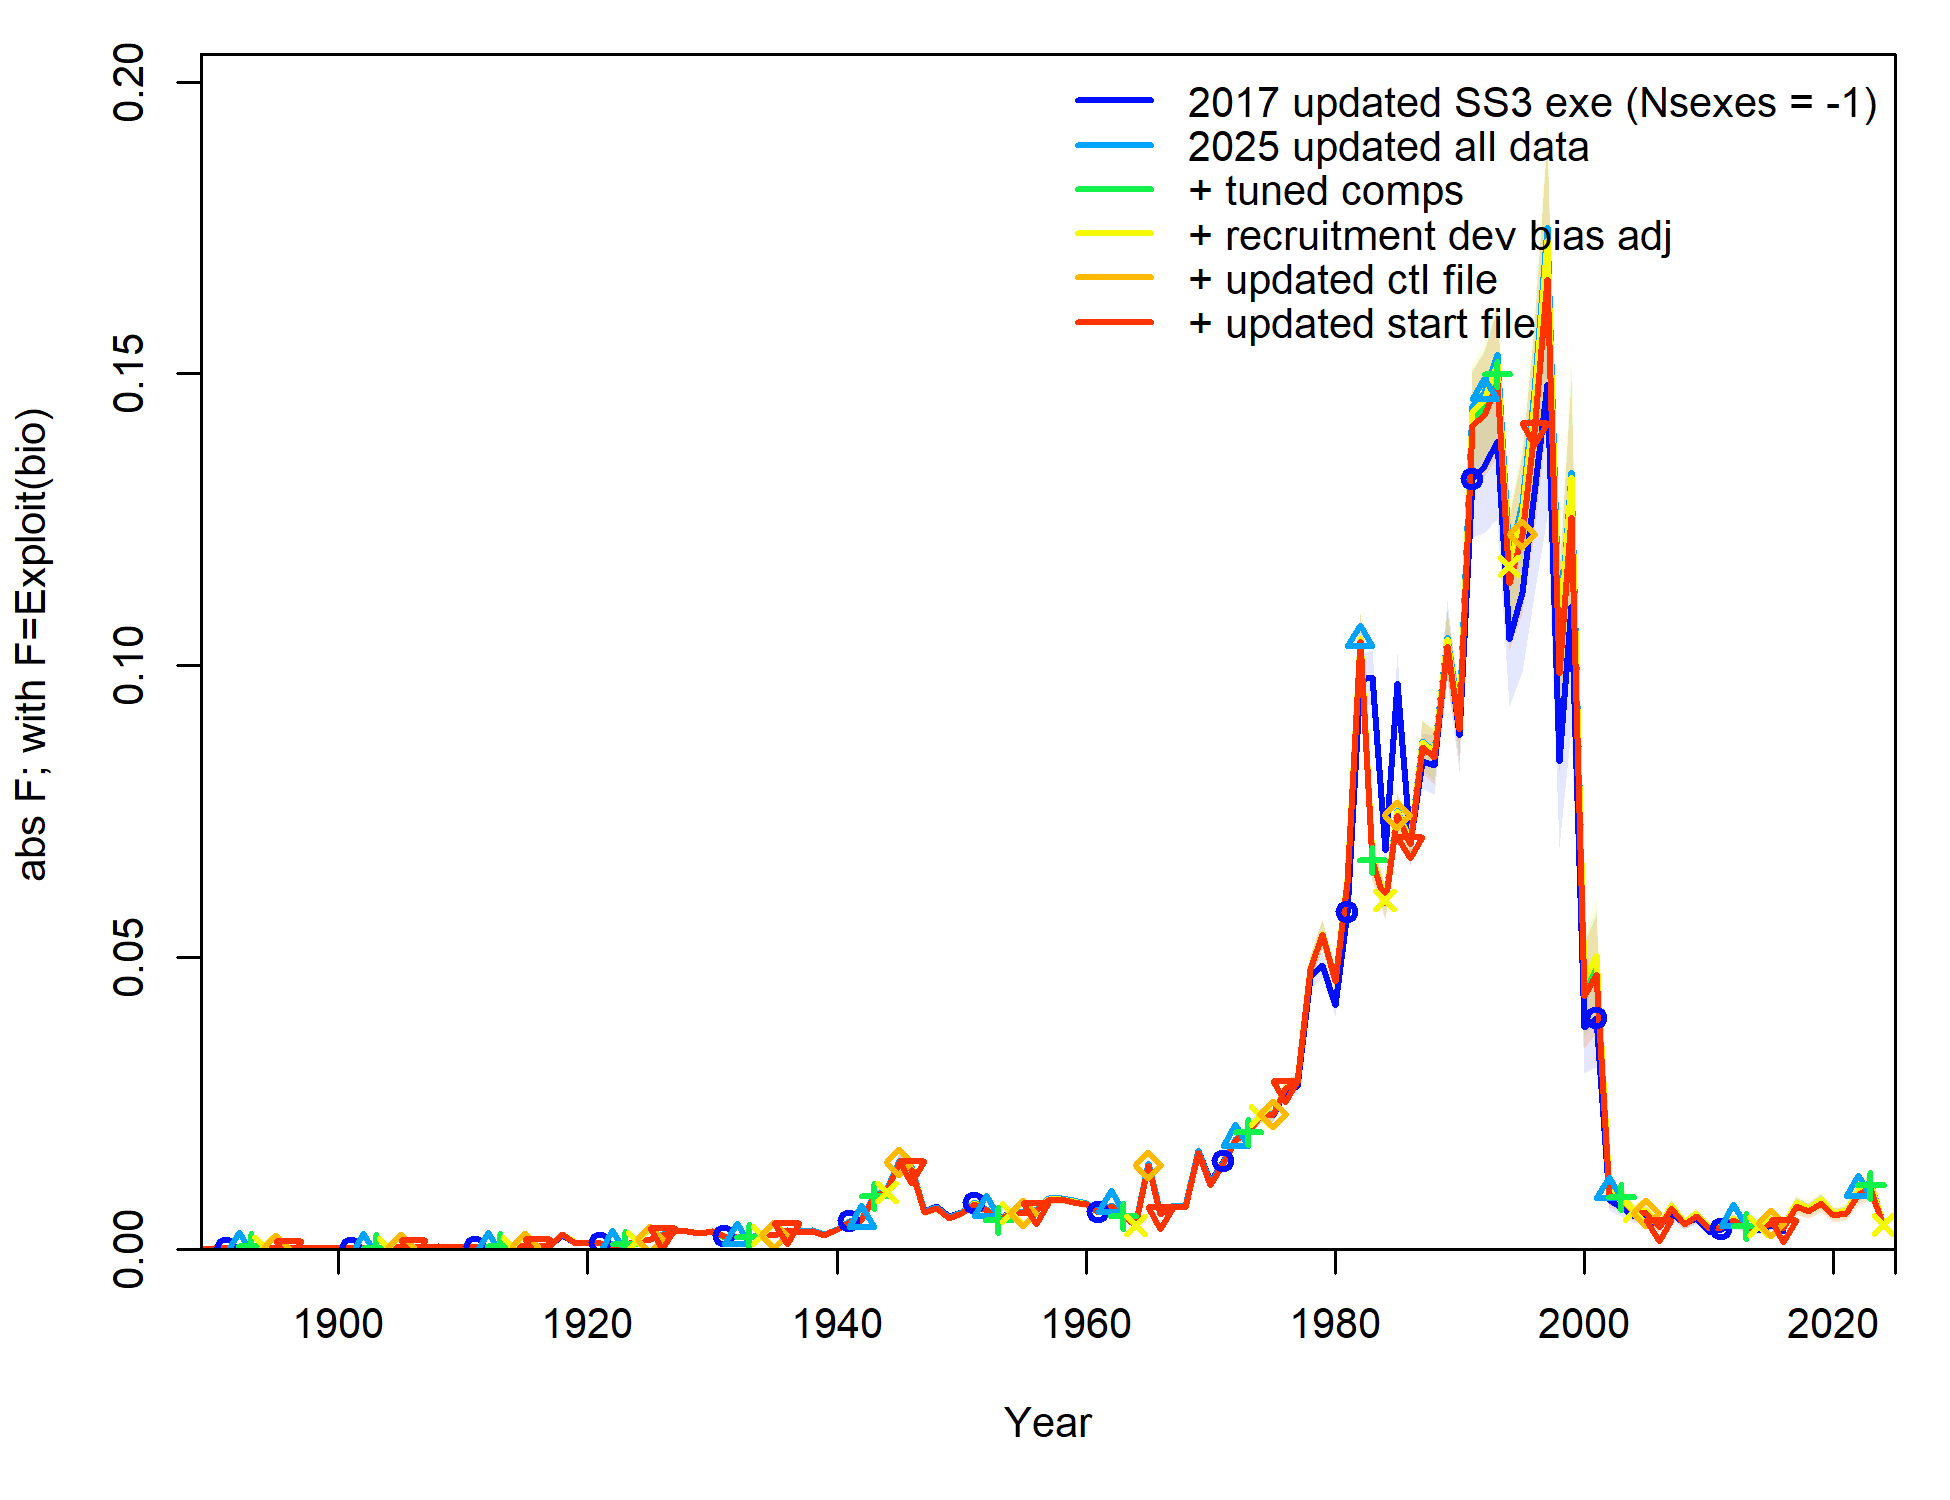 2017 updated SS3 exe (Nsexes = -1)
2025 updated all data
+ tuned comps
+ recruitment dev bias adj
+ updated ctl file
+ updated start file
abs F; with F=Exploit(bio)
0.20
0.15
0.10
0.05
0.00
1900 1920 1940 1960 1980 2000 2020
Year